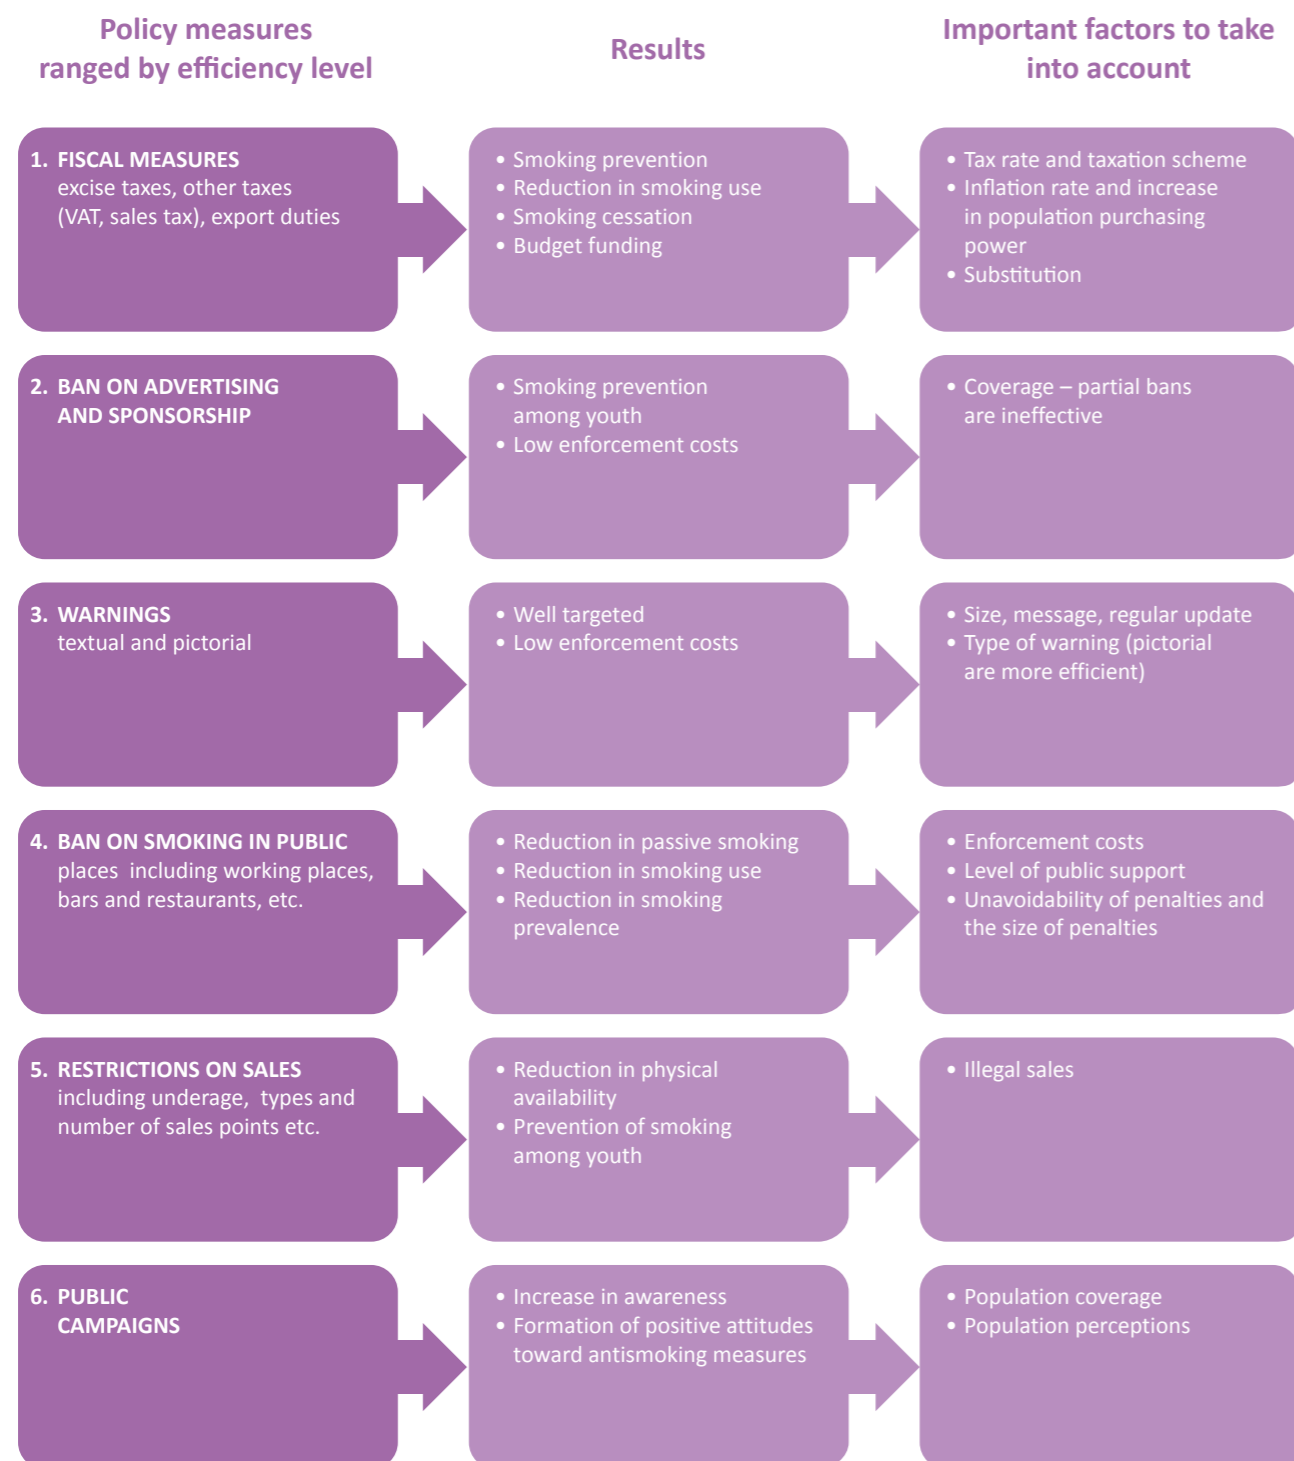 Policy measures
ranged by efficiency level
Results
Important factors to take
into account
1. FISCAL MEASURES
excise taxes, other taxes
(VAT, sales tax), export duties
• Smoking prevention
• Reduction in smoking use
• Smoking cessation
• Budget funding
• Tax rate and taxation scheme
• Inflation rate and increase
in population purchasing
power
• Substitution
2. BAN ON ADVERTISING
AND SPONSORSHIP
• Smoking prevention
among youth
• Low enforcement costs
• Coverage – partial bans
are ineffective
3. WARNINGS
textual and pictorial
• Well targeted
• Low enforcement costs
• Size, message, regular update
• Type of warning (pictorial
are more efficient)
4. BAN ON SMOKING IN PUBLIC
places including working places,
bars and restaurants, etc.
• Reduction in passive smoking
• Reduction in smoking use
• Reduction in smoking
prevalence
• Enforcement costs
• Level of public support
• Unavoidability of penalties and
the size of penalties
5. RESTRICTIONS ON SALES
including underage, types and
number of sales points etc.
• Reduction in physical
availability
• Prevention of smoking
among youth
• Illegal sales
6. PUBLIC
CAMPAIGNS
• Increase in awareness
• Formation of positive attitudes
toward antismoking measures
• Population coverage
• Population perceptions